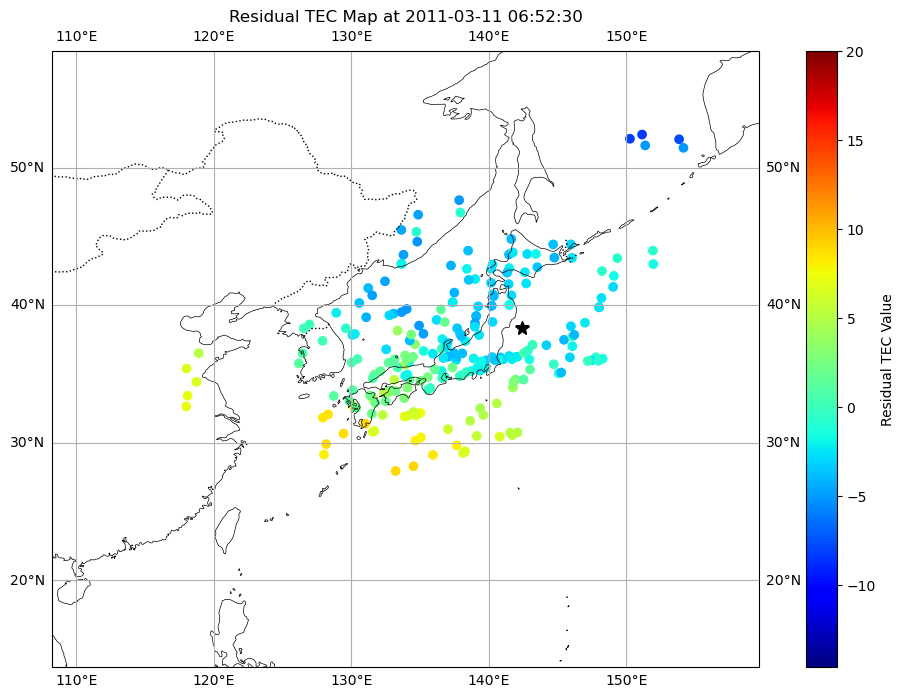 Residual TEC Map at 2011-03-11 06:52:30
110°E 120°E 130°E 140°E 150°E
20
15
50°N 50°N
10
5
40°N 40°N
Residual TEC Value
0
30°N 30°N
−5
20°N 20°N
−10
110°E 120°E 130°E 140°E 150°E